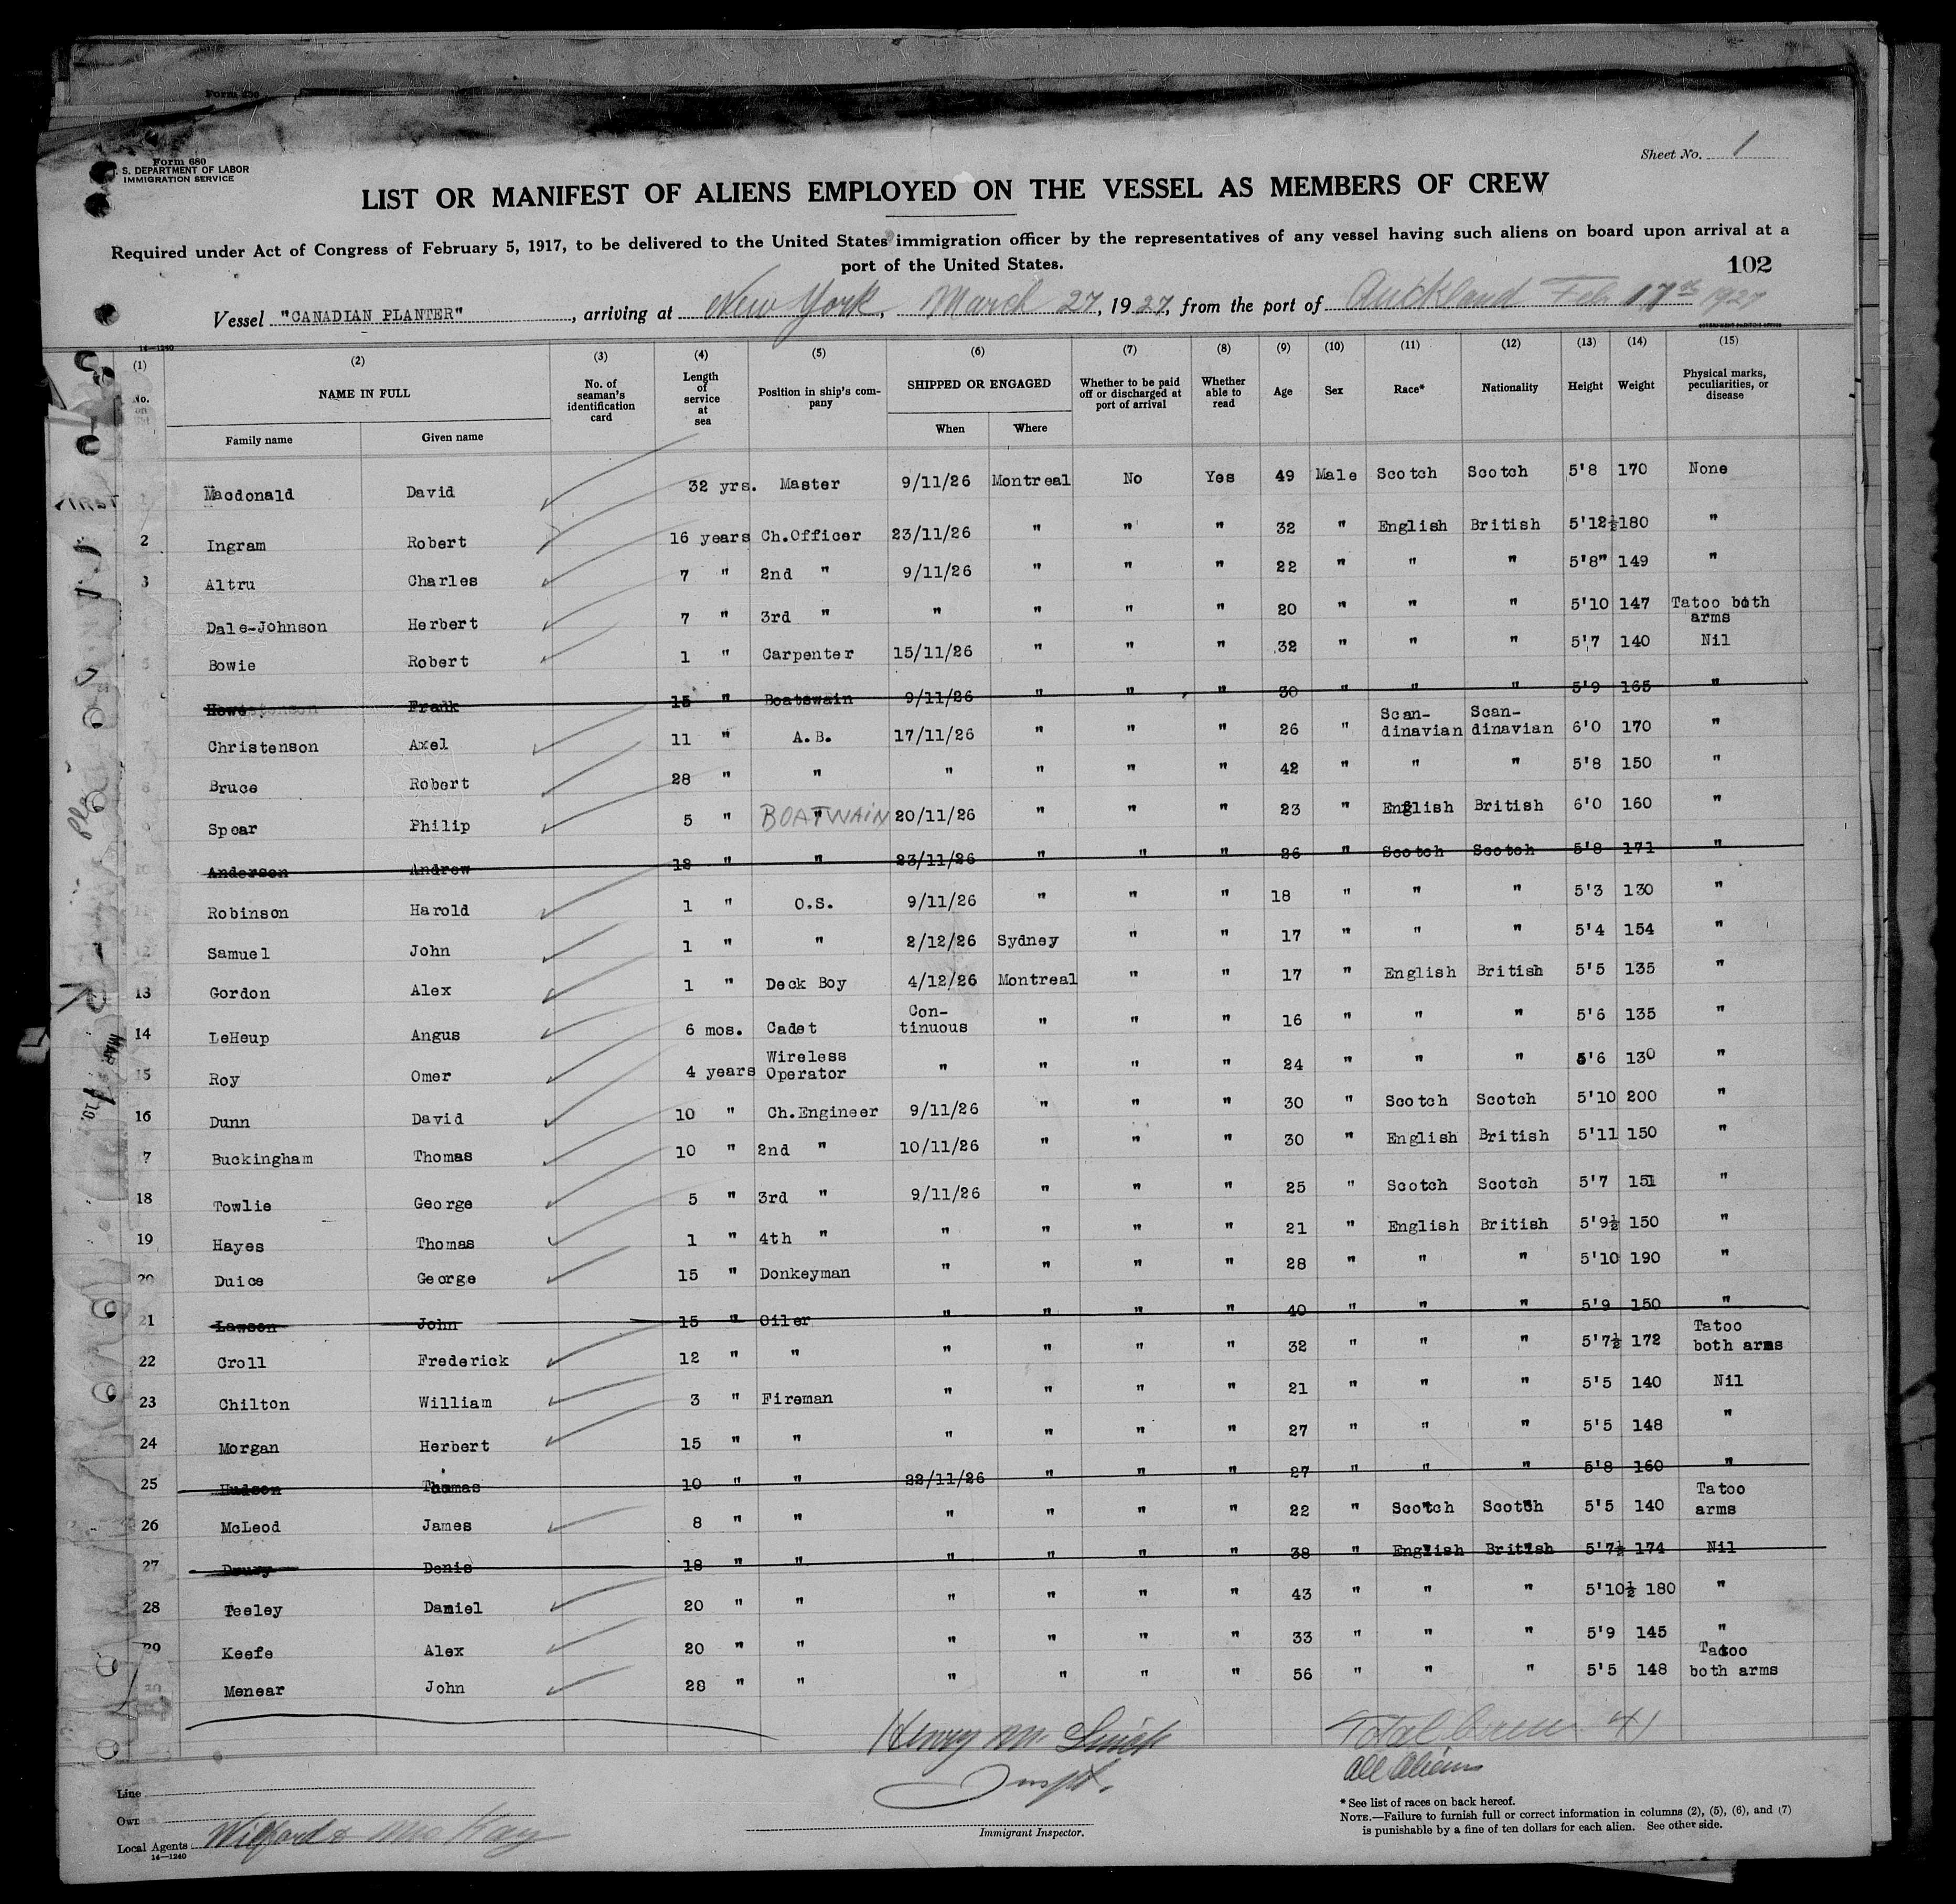 Form 680
S. DEPARTMENT OF LABOR
IMMIGRATION SERVICE
Sheet No. 1
LIST OR MANIFEST OF ALIENS EMPLOYED ON THE VESSEL AS MEMBERS OF CREW
Required under Act of Congress of February 5, 1917, to be delivered to the United States immigration officer by the representatives of any vessel having such aliens on board upon arrival at a
port of the United States.
102
Vessel "CANADIAN PLANTER", arriving at New York, March 27, 1927, from the port of Auckland Feb 17th 1927
14—1240
(1) (2) (3) (4) (5) (6) (7) (8) (9) (10) (11) (12) (13) (14) (15)
No. NAME IN FULL No. of seaman's identification card Length of service at sea Position in ship's company SHIPPED OR ENGAGED Whether to be paid off or discharged at port of arrival Whether able to read Age Sex Race* Nationality Height Weight Physical marks, peculiarities, or disease
Family name Given name When Where
Macdonald David 32 yrs. Master 9/11/26 Montreal No Yes 49 Male Scotch Scotch 5'8 170 None
2 Ingram Robert 16 years Ch.Officer 23/11/26 " " " 32 " English British 5'12½ 180 "
3 Altru Charles 7 " 2nd " 9/11/26 " " " 22 " " " 5'8" 149 "
Dale-Johnson Herbert 7 " 3rd " " " " " 20 " " " 5'10 147 Tatoo both arms
5 Bowie Robert 1 " Carpenter 15/11/26 " " " 32 " " " 5'7 140 Nil
Howe Frank 15 " Boatswain 9/11/26 " " " 30 " " " 5'9 165 "
Christenson Axel 11 " A.B. 17/11/26 " " " 26 " Scan-dinavian Scan-dinavian 6'0 170 "
8 Bruce Robert 28 " " " " " " 42 " " " 5'8 150 "
9 Spear Philip 5 " " BOATWAIN 20/11/26 " " " 23 " English British 6'0 160 "
10 Anderson Andrew 12 " " 23/11/26 " " " 26 " Scotch Scotch 5'8 171 "
11 Robinson Harold 1 " O.S. 9/11/26 " " " 18 " " " 5'3 130 "
12 Samuel John 1 " " 2/12/26 Sydney " " 17 " " " 5'4 154 "
13 Gordon Alex 1 " Deck Boy 4/12/26 Montreal " " 17 " English British 5'5 135 "
14 LeHeup Angus 6 mos. Cadet Con-tinuous " " " 16 " " " 5'6 135 "
15 Roy Omer 4 years Wireless Operator " " " " 24 " " " 5'6 130 "
16 Dunn David 10 " Ch.Engineer 9/11/26 " " " 30 " Scotch Scotch 5'10 200 "
7 Buckingham Thomas 10 " 2nd " 10/11/26 " " " 30 " English British 5'11 150 "
18 Towlie George 5 " 3rd " 9/11/26 " " " 25 " Scotch Scotch 5'7 151 "
19 Hayes Thomas 1 " 4th " " " " " 21 " English British 5'9½ 150 "
20 Duice George 15 " Donkeyman " " " " 28 " " " 5'10 190 "
21 Lawson John 15 " Oiler " " " " 40 " " " 5'9 150 "
22 Croll Frederick 12 " " " " " " 32 " " " 5'7½ 172 Tatoo both arms
23 Chilton William 3 " Fireman " " " " 21 " " " 5'5 140 Nil
24 Morgan Herbert 15 " " " " " " 27 " " " 5'5 148 "
25 Hudson Thomas 10 " " 22/11/26 " " " 27 " " " 5'8 160 "
26 McLeod James 8 " " " " " " 22 " Scotch Scotch 5'5 140 Tatoo arms
27 Drury Denis 18 " " " " " " 38 " English British 5'7½ 174 Nil
28 Teeley Daniel 20 " " " " " " 43 " " " 5'10½ 180 "
29 Keefe Alex 20 " " " " " " 33 " " " 5'9 145 "
30 Menear John 28 " " " " " " 56 " " " 5'5 148 Tatoo both arms
Henry M.
Inspt.
Total Crew 41
All Aliens
Line
Own
Local Agents
14—1240
Immigrant Inspector.
* See list of races on back hereof.
NOTE.—Failure to furnish full or correct information in columns (2), (5), (6), and (7)
is punishable by a fine of ten dollars for each alien. See other side.